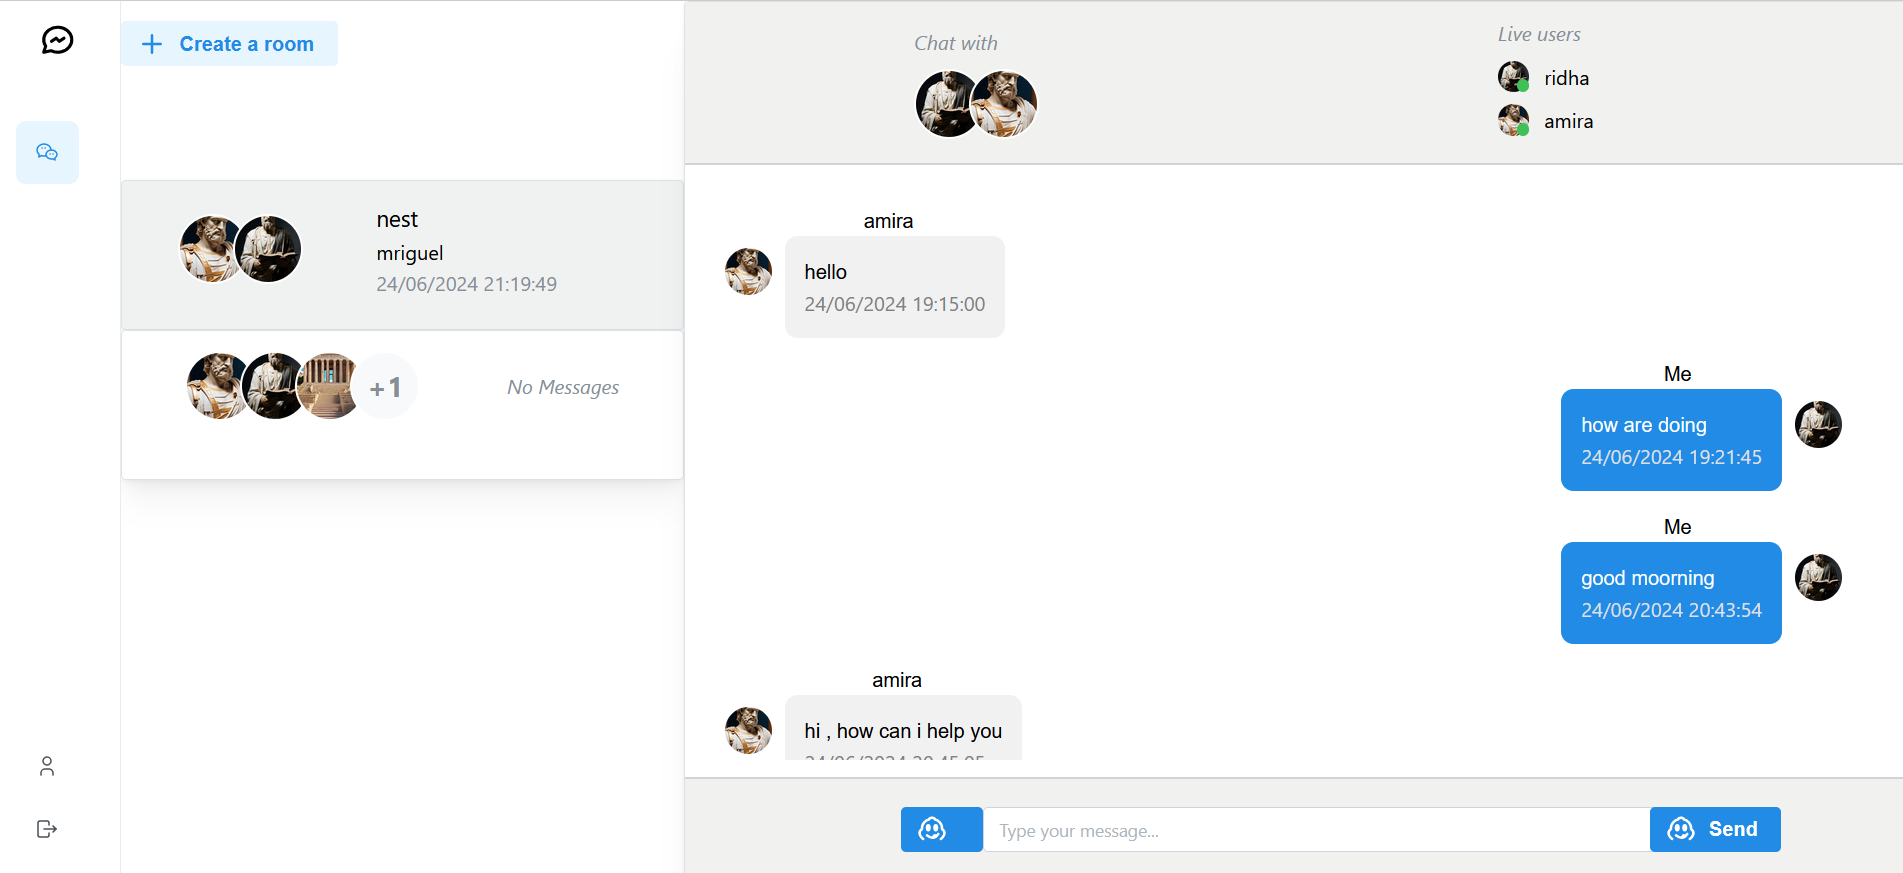 Create a room
nest
mriguel
24/06/2024 21:19:49
+1
No Messages
Chat with
Live users
ridha
amira
amira
hello
24/06/2024 19:15:00
Me
how are doing
24/06/2024 19:21:45
Me
good moorning
24/06/2024 20:43:54
amira
hi , how can i help you
Type your message...
Send